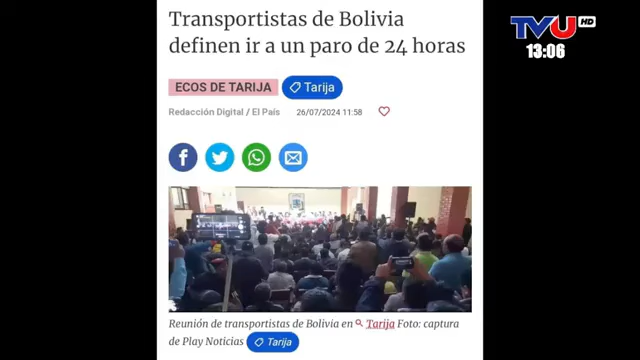 Transportistas de Bolivia
definen ir a un paro de 24 horas
TVU HD
13:06
ECOS DE TARIJA Tarija
Redacción Digital / El País 26/07/2024 11:58
Reunión de transportistas de Bolivia en Tarija Foto: captura
de Play Noticias Tarija